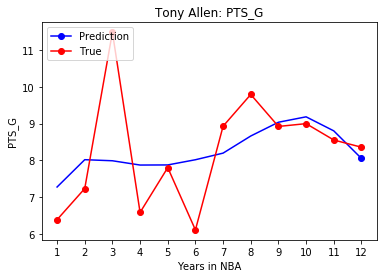 Tony Allen: PTS_G
Prediction
True
11
10
9
8
7
6
PTS_G
1 2 3 4 5 6 7 8 9 10 11 12
Years in NBA